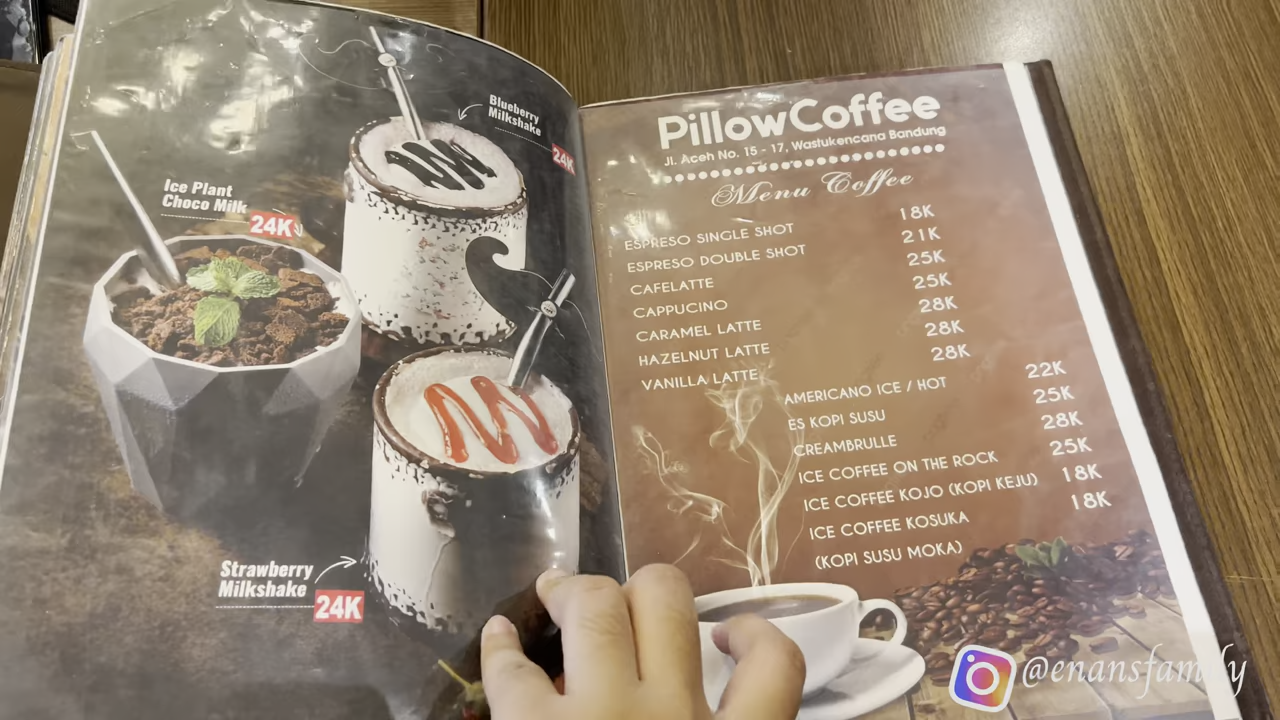 Blueberry
Milkshake
24K
Ice Plant
Choco Milk
24K
Strawberry
Milkshake
24K
PillowCoffee
Jl. Aceh No. 15 - 17, Wastukencana Bandung
Menu Coffee
ESPRESO SINGLE SHOT 18K
ESPRESO DOUBLE SHOT 21K
CAFELATTE 25K
CAPPUCINO 25K
CARAMEL LATTE 28K
HAZELNUT LATTE 28K
VANILLA LATTE 28K
AMERICANO ICE / HOT 22K
ES KOPI SUSU 25K
CREAMBRULLE 28K
ICE COFFEE ON THE ROCK 25K
ICE COFFEE KOJO (KOPI KEJU) 18K
ICE COFFEE KOSUKA 18K
(KOPI SUSU MOKA)
@enansfamily